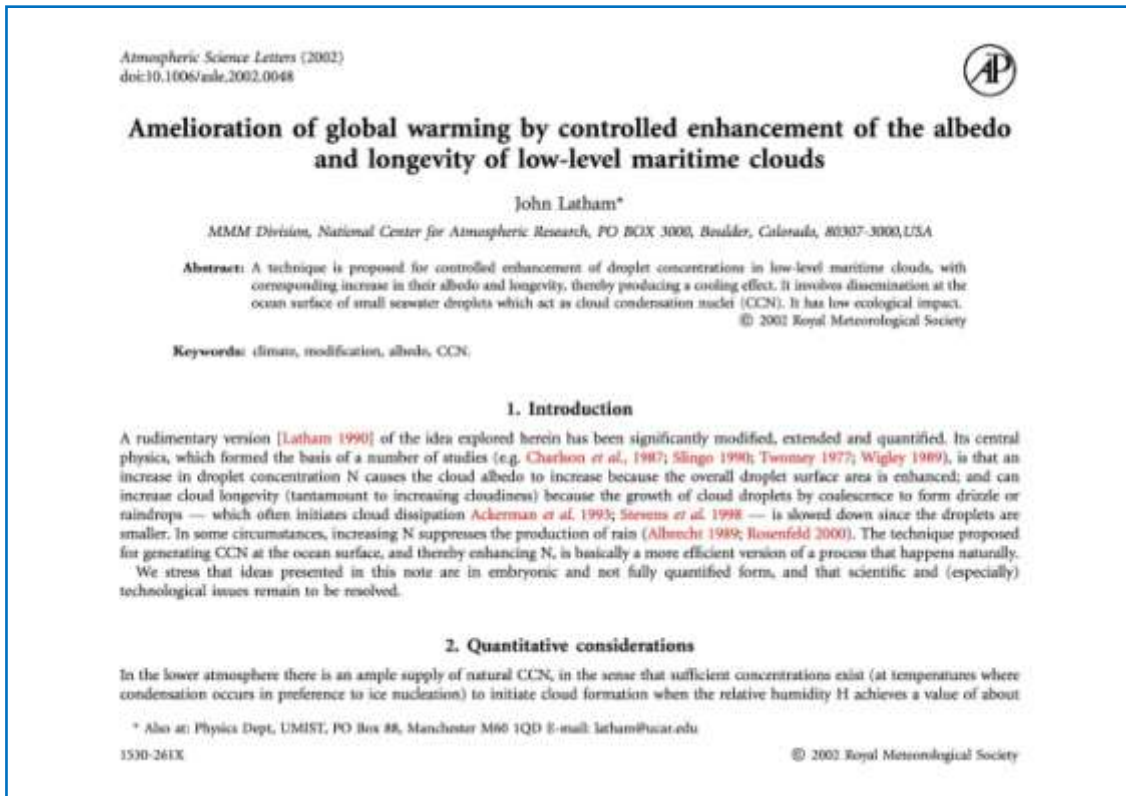 Atmospheric Science Letters (2002)
doi:10.1006/asle.2002.0048
AP
Amelioration of global warming by controlled enhancement of the albedo
and longevity of low-level maritime clouds
John Latham*
MMM Division, National Center for Atmospheric Research, PO BOX 3000, Boulder, Colorado, 80307-3000,USA
Abstract: A technique is proposed for controlled enhancement of droplet concentrations in low-level maritime clouds, with
corresponding increase in their albedo and longevity, thereby producing a cooling effect. It involves dissemination at the
ocean surface of small seawater droplets which act as cloud condensation nuclei (CCN). It has low ecological impact.
© 2002 Royal Meteorological Society
Keywords: climate, modification, albedo, CCN.
1. Introduction
A rudimentary version [Latham 1990] of the idea explored herein has been significantly modified, extended and quantified. Its central
physics, which formed the basis of a number of studies (e.g. Charlson et al., 1987; Slingo 1990; Twomey 1977; Wigley 1989), is that an
increase in droplet concentration N causes the cloud albedo to increase because the overall droplet surface area is enhanced; and can
increase cloud longevity (tantamount to increasing cloudiness) because the growth of cloud droplets by coalescence to form drizzle or
raindrops — which often initiates cloud dissipation Ackerman et al. 1993; Stevens et al. 1998 — is slowed down since the droplets are
smaller. In some circumstances, increasing N suppresses the production of rain (Albrecht 1989; Rosenfeld 2000). The technique proposed
for generating CCN at the ocean surface, and thereby enhancing N, is basically a more efficient version of a process that happens naturally.
We stress that ideas presented in this note are in embryonic and not fully quantified form, and that scientific and (especially)
technological issues remain to be resolved.
2. Quantitative considerations
In the lower atmosphere there is an ample supply of natural CCN, in the sense that sufficient concentrations exist (at temperatures where
condensation occurs in preference to ice nucleation) to initiate cloud formation when the relative humidity H achieves a value of about
* Also at: Physics Dept, UMIST, PO Box 88, Manchester M60 1QD E-mail: latham@ucar.edu
1530-261X
© 2002 Royal Meteorological Society